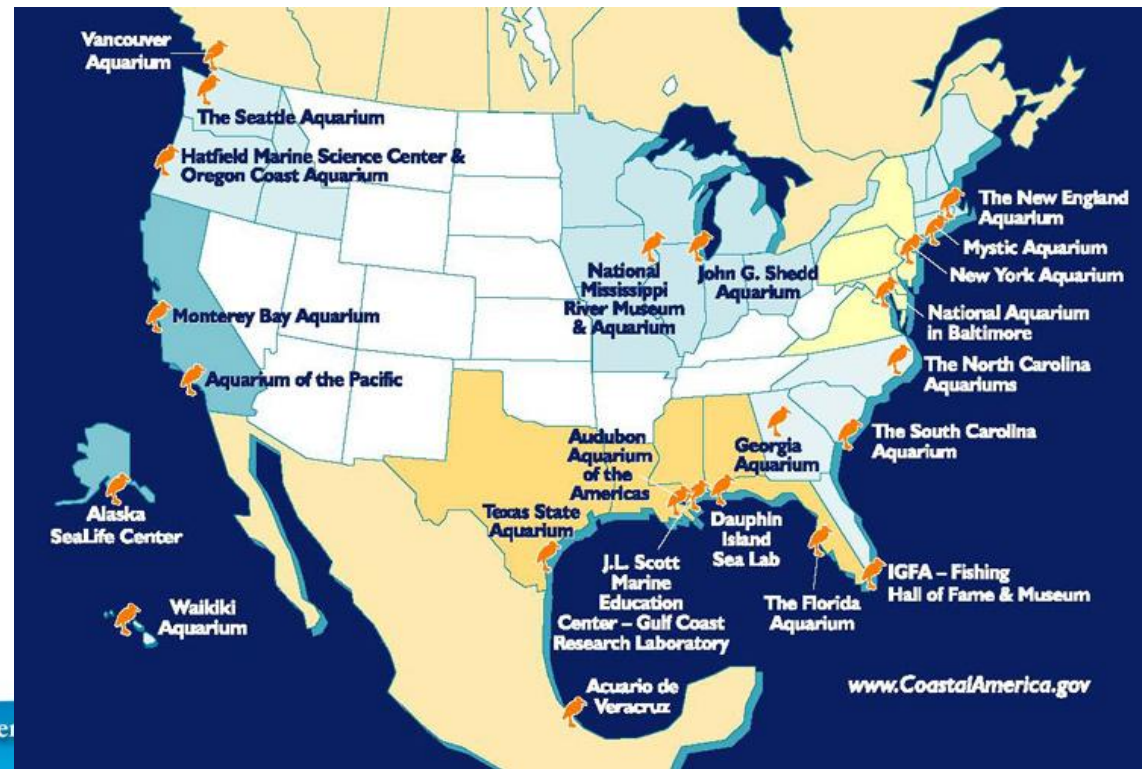 Vancouver
Aquarium
The Seattle Aquarium
Hatfield Marine Science Center &
Oregon Coast Aquarium
Monterey Bay Aquarium
Aquarium of the Pacific
Alaska
SeaLife Center
Waikiki
Aquarium
National
Mississippi
River Museum
& Aquarium
John G. Shedd
Aquarium
The New England
Aquarium
Mystic Aquarium
New York Aquarium
National Aquarium
in Baltimore
The North Carolina
Aquariums
The South Carolina
Aquarium
Georgia
Aquarium
Audubon
Aquarium
of the
Americas
Texas State
Aquarium
J.L. Scott
Marine
Education
Center – Gulf Coast
Research Laboratory
Dauphin
Island
Sea Lab
The Florida
Aquarium
IGFA – Fishing
Hall of Fame & Museum
Acuario de
Veracruz
www.CoastalAmerica.gov